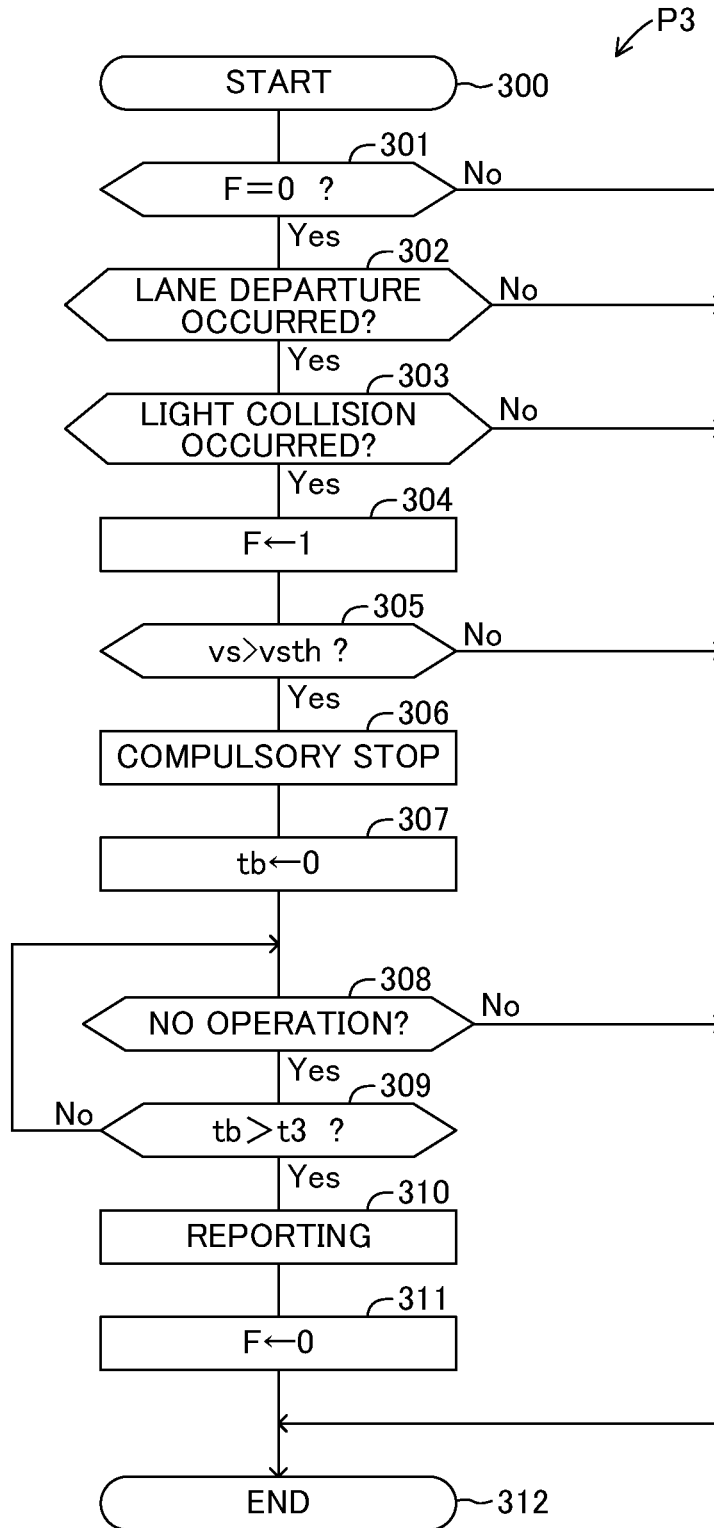 P3
START
300
301
F=0 ?
No
Yes
302
LANE DEPARTURE
OCCURRED?
No
Yes
303
LIGHT COLLISION
OCCURRED?
No
Yes
304
F←1
305
vs>vsth ?
No
Yes
306
COMPULSORY STOP
307
tb←0
308
NO OPERATION?
No
Yes
309
No
tb>t3 ?
Yes
310
REPORTING
311
F←0
END
312